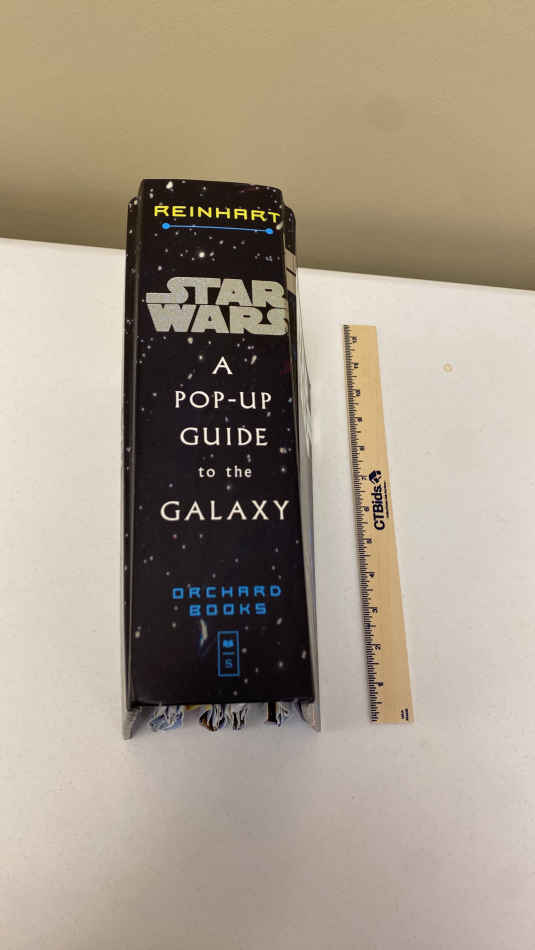 REINHART
STAR
WARS
A
POP-UP
GUIDE
to the
GALAXY
ORCHARD
BOOKS
S
CTBids